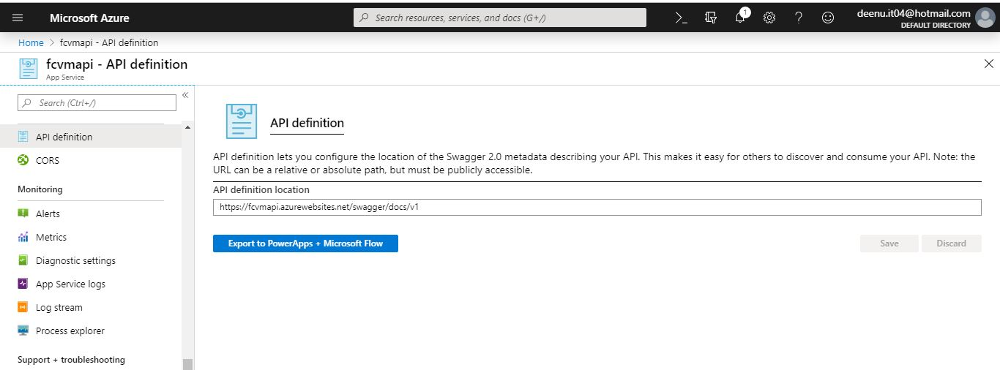 Microsoft Azure
Search resources, services, and docs (G+/)
1
deenu.it04@hotmail.com
DEFAULT DIRECTORY
Home > fcvmapi - API definition
fcvmapi - API definition
App Service
Search (Ctrl+/)
API definition
CORS
Monitoring
Alerts
Metrics
Diagnostic settings
App Service logs
Log stream
Process explorer
Support + troubleshooting
API definition
API definition lets you configure the location of the Swagger 2.0 metadata describing your API. This makes it easy for others to discover and consume your API. Note: the
URL can be a relative or absolute path, but must be publicly accessible.
API definition location
https://fcvmapi.azurewebsites.net/swagger/docs/v1
Export to PowerApps + Microsoft Flow
Save
Discard